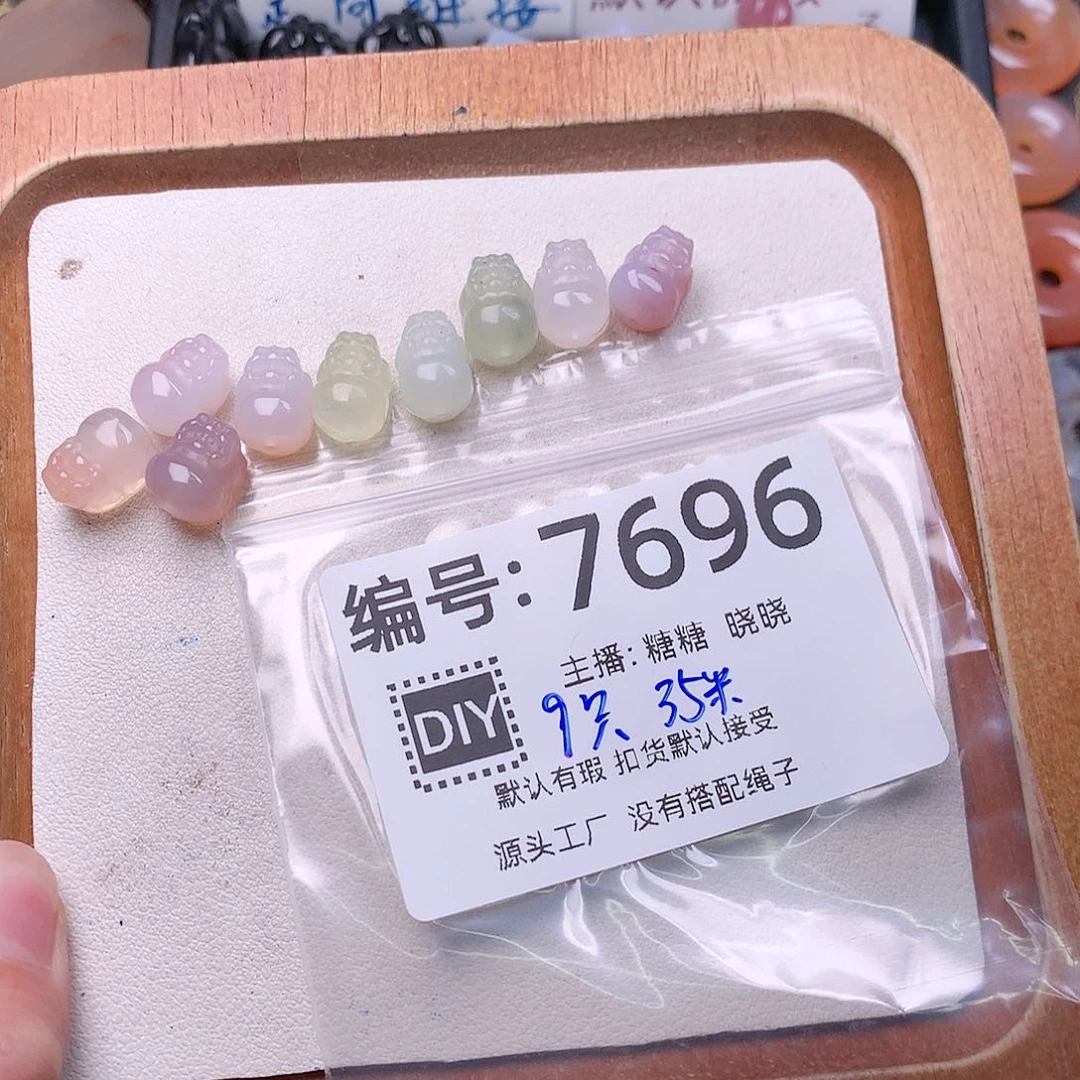 编号:7696
主播:糖糖 晓晓
DIY
9只 35米
默认有瑕 扣货默认接受
源头工厂 没有搭配绳子